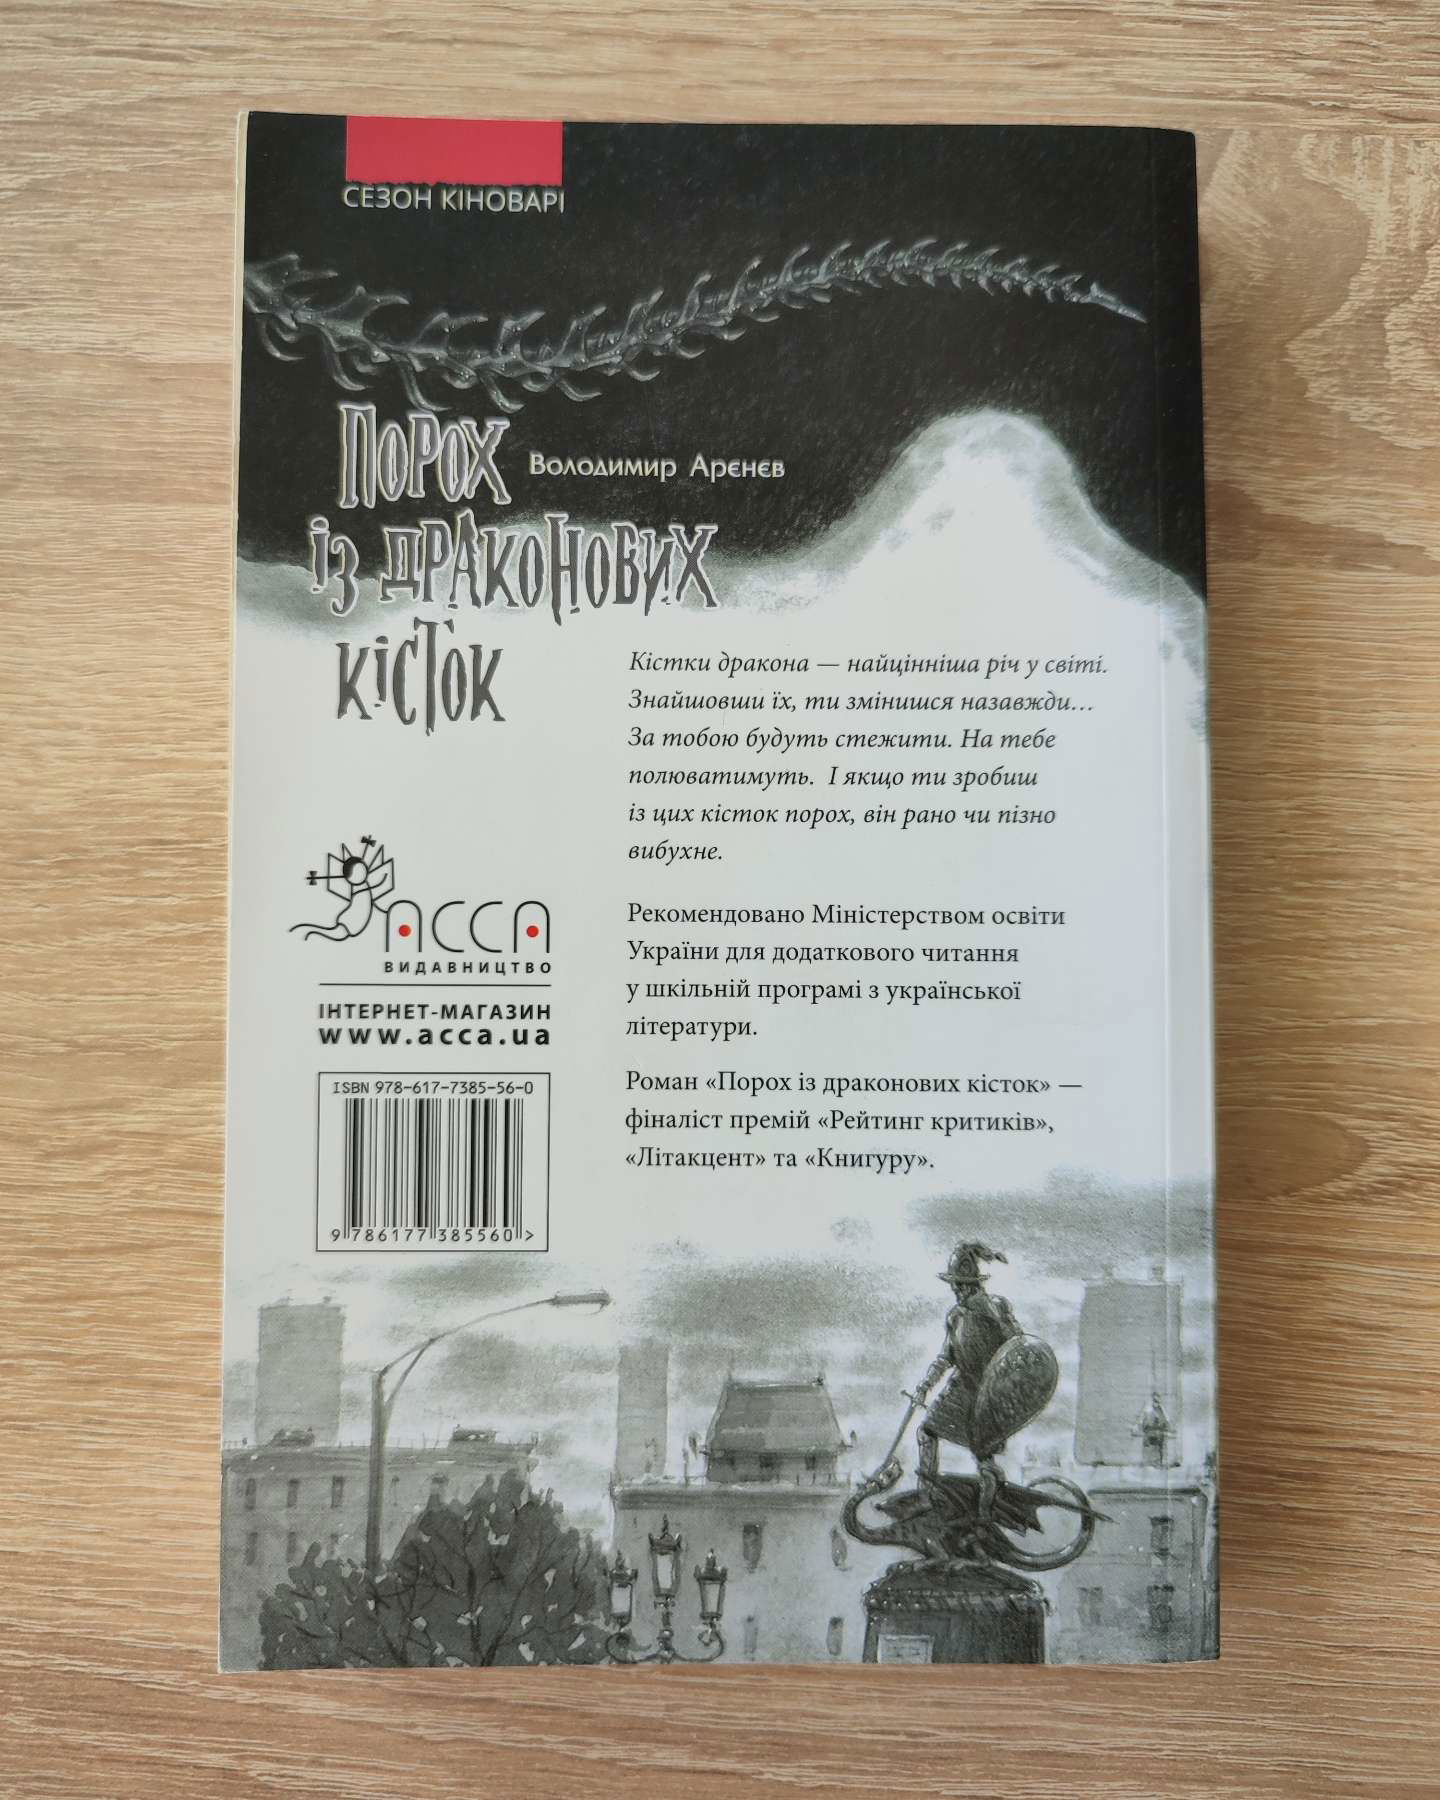 СЕЗОН КІНОВАРІ
ПОРОХ
Володимир Арєнєв
ІЗ ДРАКОНОВИХ
КІСТОК
Кістки дракона — найцінніша річ у світі.
Знайшовши їх, ти змінишся назавжди...
За тобою будуть стежити. На тебе
полюватимуть. І якщо ти зробиш
із цих кісток порох, він рано чи пізно
вибухне.
АССА
ВИДАВНИЦТВО
ІНТЕРНЕТ-МАГАЗИН
www.acca.ua
Рекомендовано Міністерством освіти
України для додаткового читання
у шкільній програмі з української
літератури.
ISBN 978-617-7385-56-0
9 786177 385560 >
Роман «Порох із драконових кісток» —
фіналіст премій «Рейтинг критиків»,
«Літакцент» та «Книгуру».